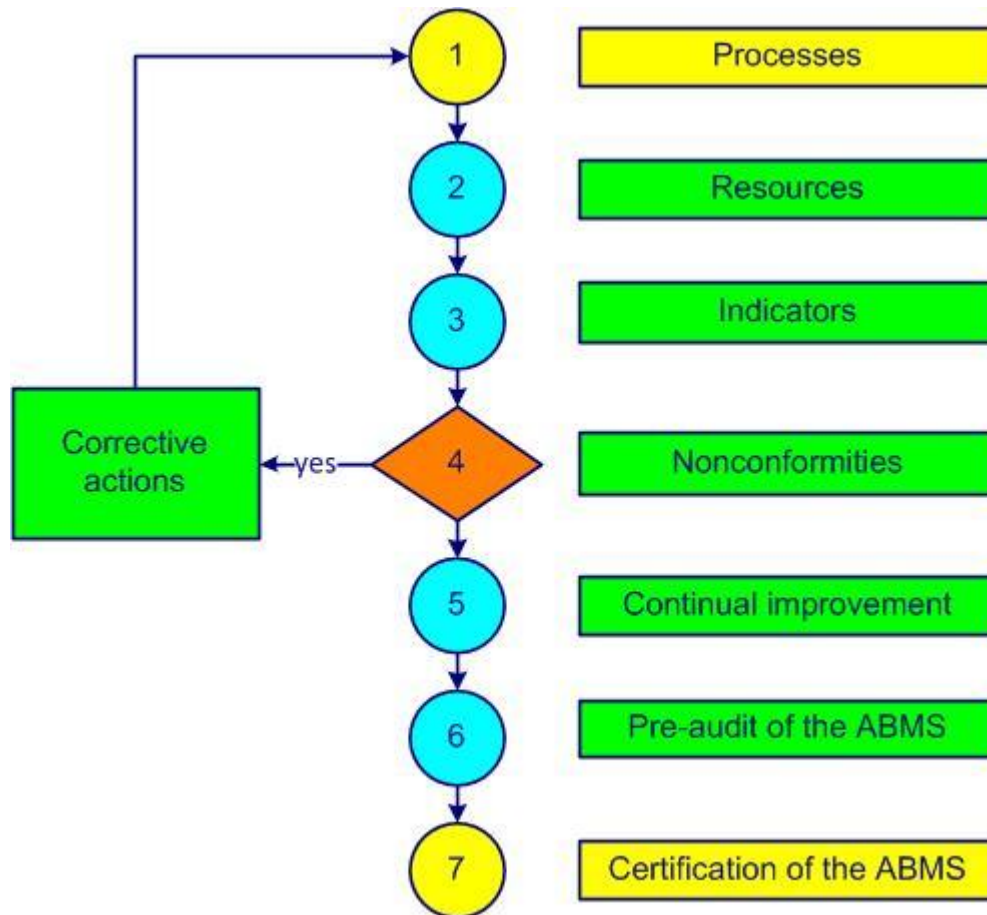 1
Processes
2
Resources
3
Indicators
Corrective
actions
yes
4
Nonconformities
5
Continual improvement
6
Pre-audit of the ABMS
7
Certification of the ABMS